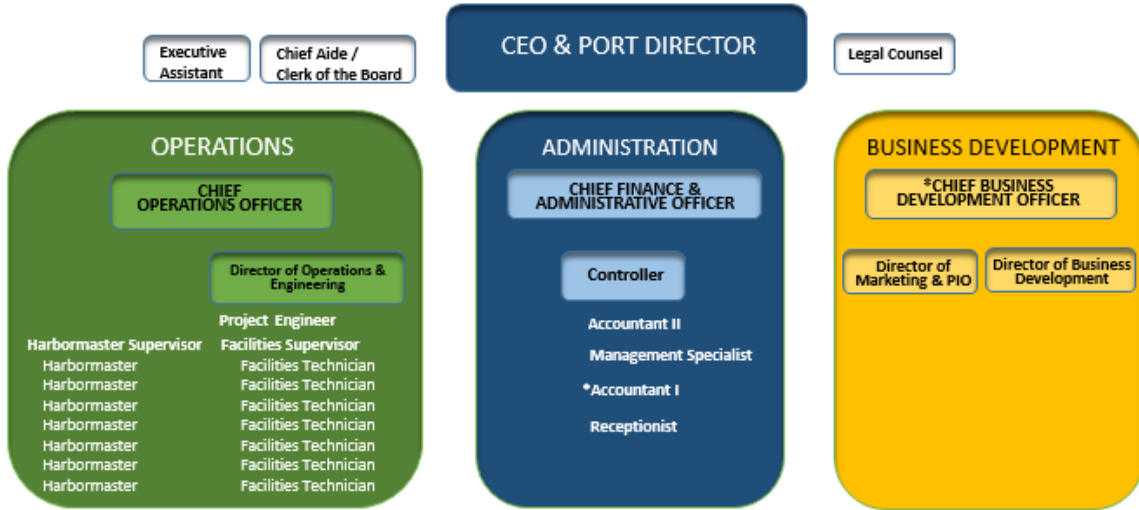 CEO & PORT DIRECTOR
Executive
Assistant
Chief Aide /
Clerk of the Board
Legal Counsel
OPERATIONS
CHIEF
OPERATIONS OFFICER
Director of Operations &
Engineering
Project Engineer
Harbormaster Supervisor
Harbormaster
Harbormaster
Harbormaster
Harbormaster
Harbormaster
Harbormaster
Harbormaster
Facilities Supervisor
Facilities Technician
Facilities Technician
Facilities Technician
Facilities Technician
Facilities Technician
Facilities Technician
Facilities Technician
ADMINISTRATION
CHIEF FINANCE &
ADMINISTRATIVE OFFICER
Controller
Accountant II
Management Specialist
*Accountant I
Receptionist
BUSINESS DEVELOPMENT
*CHIEF BUSINESS
DEVELOPMENT OFFICER
Director of
Marketing & PIO
Director of Business
Development